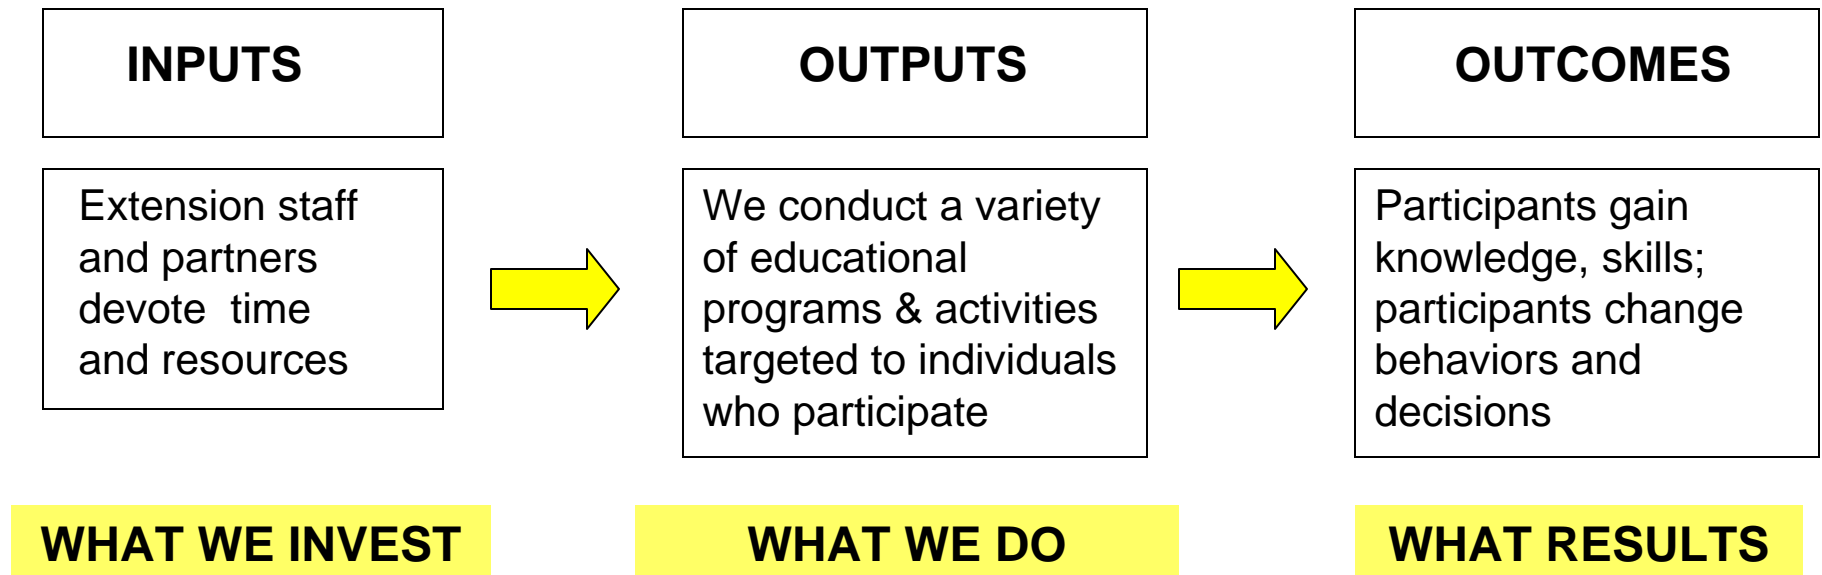 INPUTS
Extension staff
and partners
devote time
and resources
WHAT WE INVEST
OUTPUTS
We conduct a variety
of educational
programs & activities
targeted to individuals
who participate
WHAT WE DO
OUTCOMES
Participants gain
knowledge, skills;
participants change
behaviors and
decisions
WHAT RESULTS